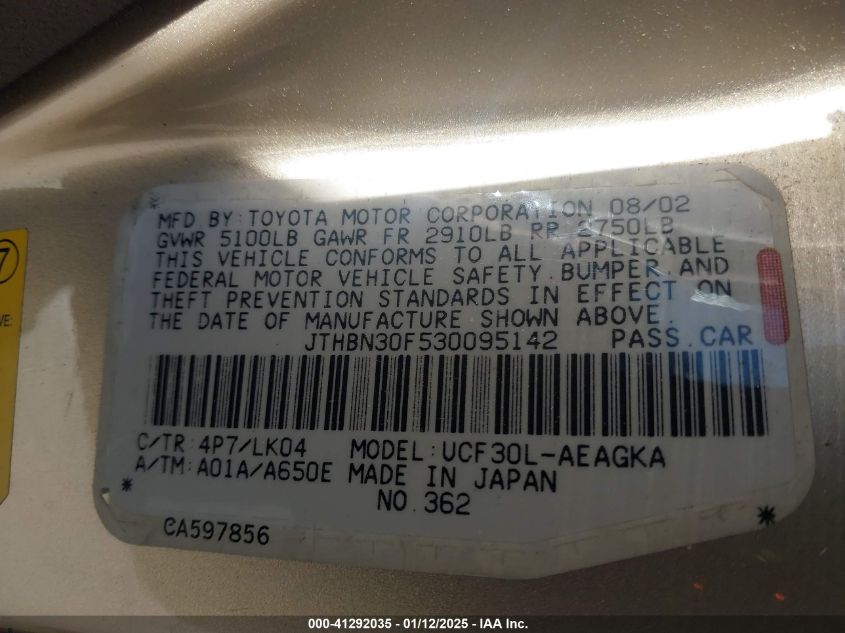 7
VE:
MFD BY:TOYOTA MOTOR CORPORATION 08/02
GVWR 5100LB GAWR FR 2910LB RR 2750LB
THIS VEHICLE CONFORMS TO ALL APPLICABLE
FEDERAL MOTOR VEHICLE SAFETY.BUMPER AND
THEFT PREVENTION STANDARDS IN EFFECT ON
THE DATE OF MANUFACTURE SHOWN ABOVE.
JTHBN30F530095142 PASS.CAR
C/TR:4P7/LK04 MODEL:UCF30L-AEAGKA
A/TM:A01A/A650E MADE IN JAPAN
* NO.362 *
CA597856
000-41292035 - 01/12/2025 - IAA Inc.